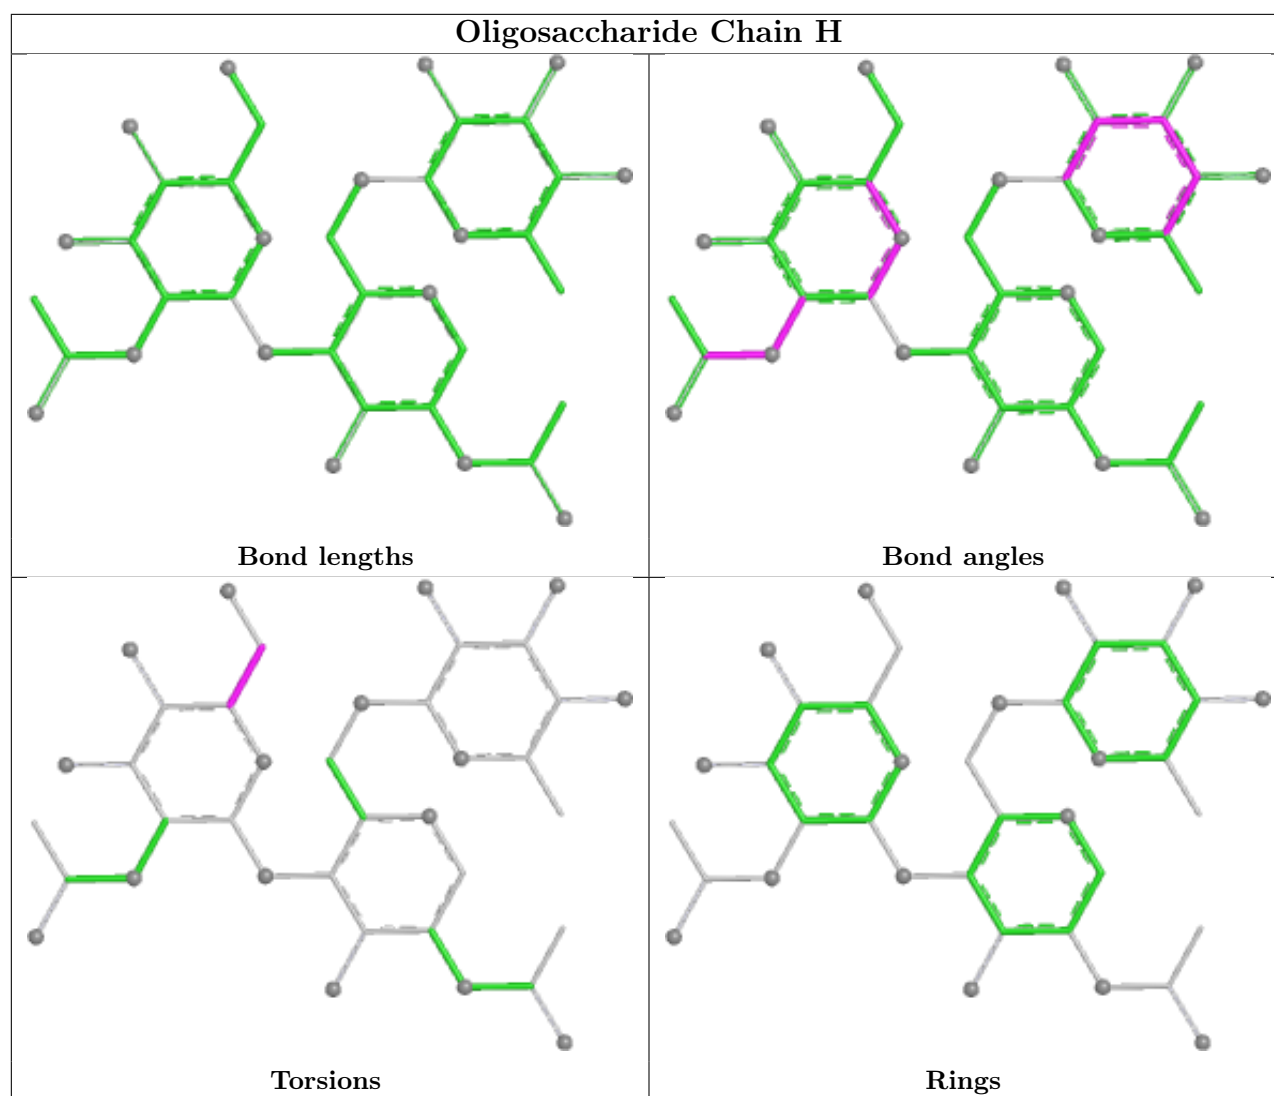 Oligosaccharide Chain H
Bond lengths
Bond angles
Torsions
Rings